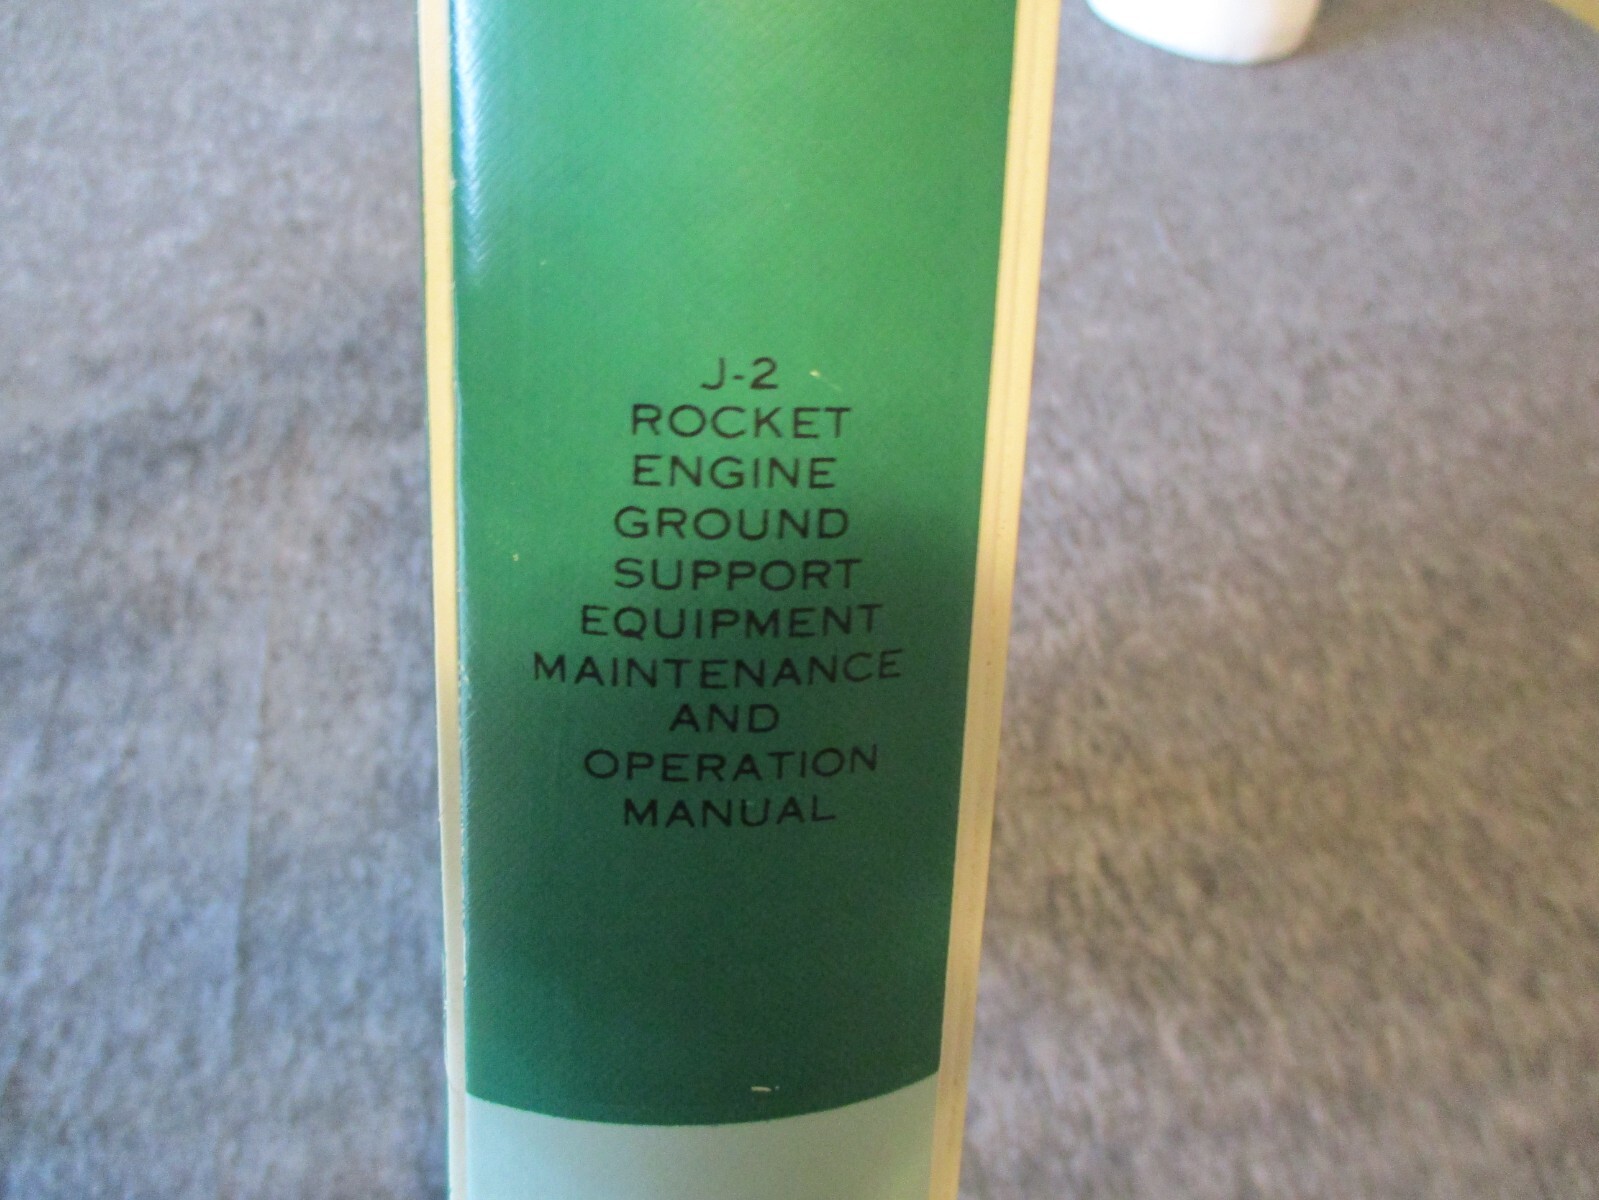 J-2
ROCKET
ENGINE
GROUND
SUPPORT
EQUIPMENT
MAINTENANCE
AND
OPERATION
MANUAL